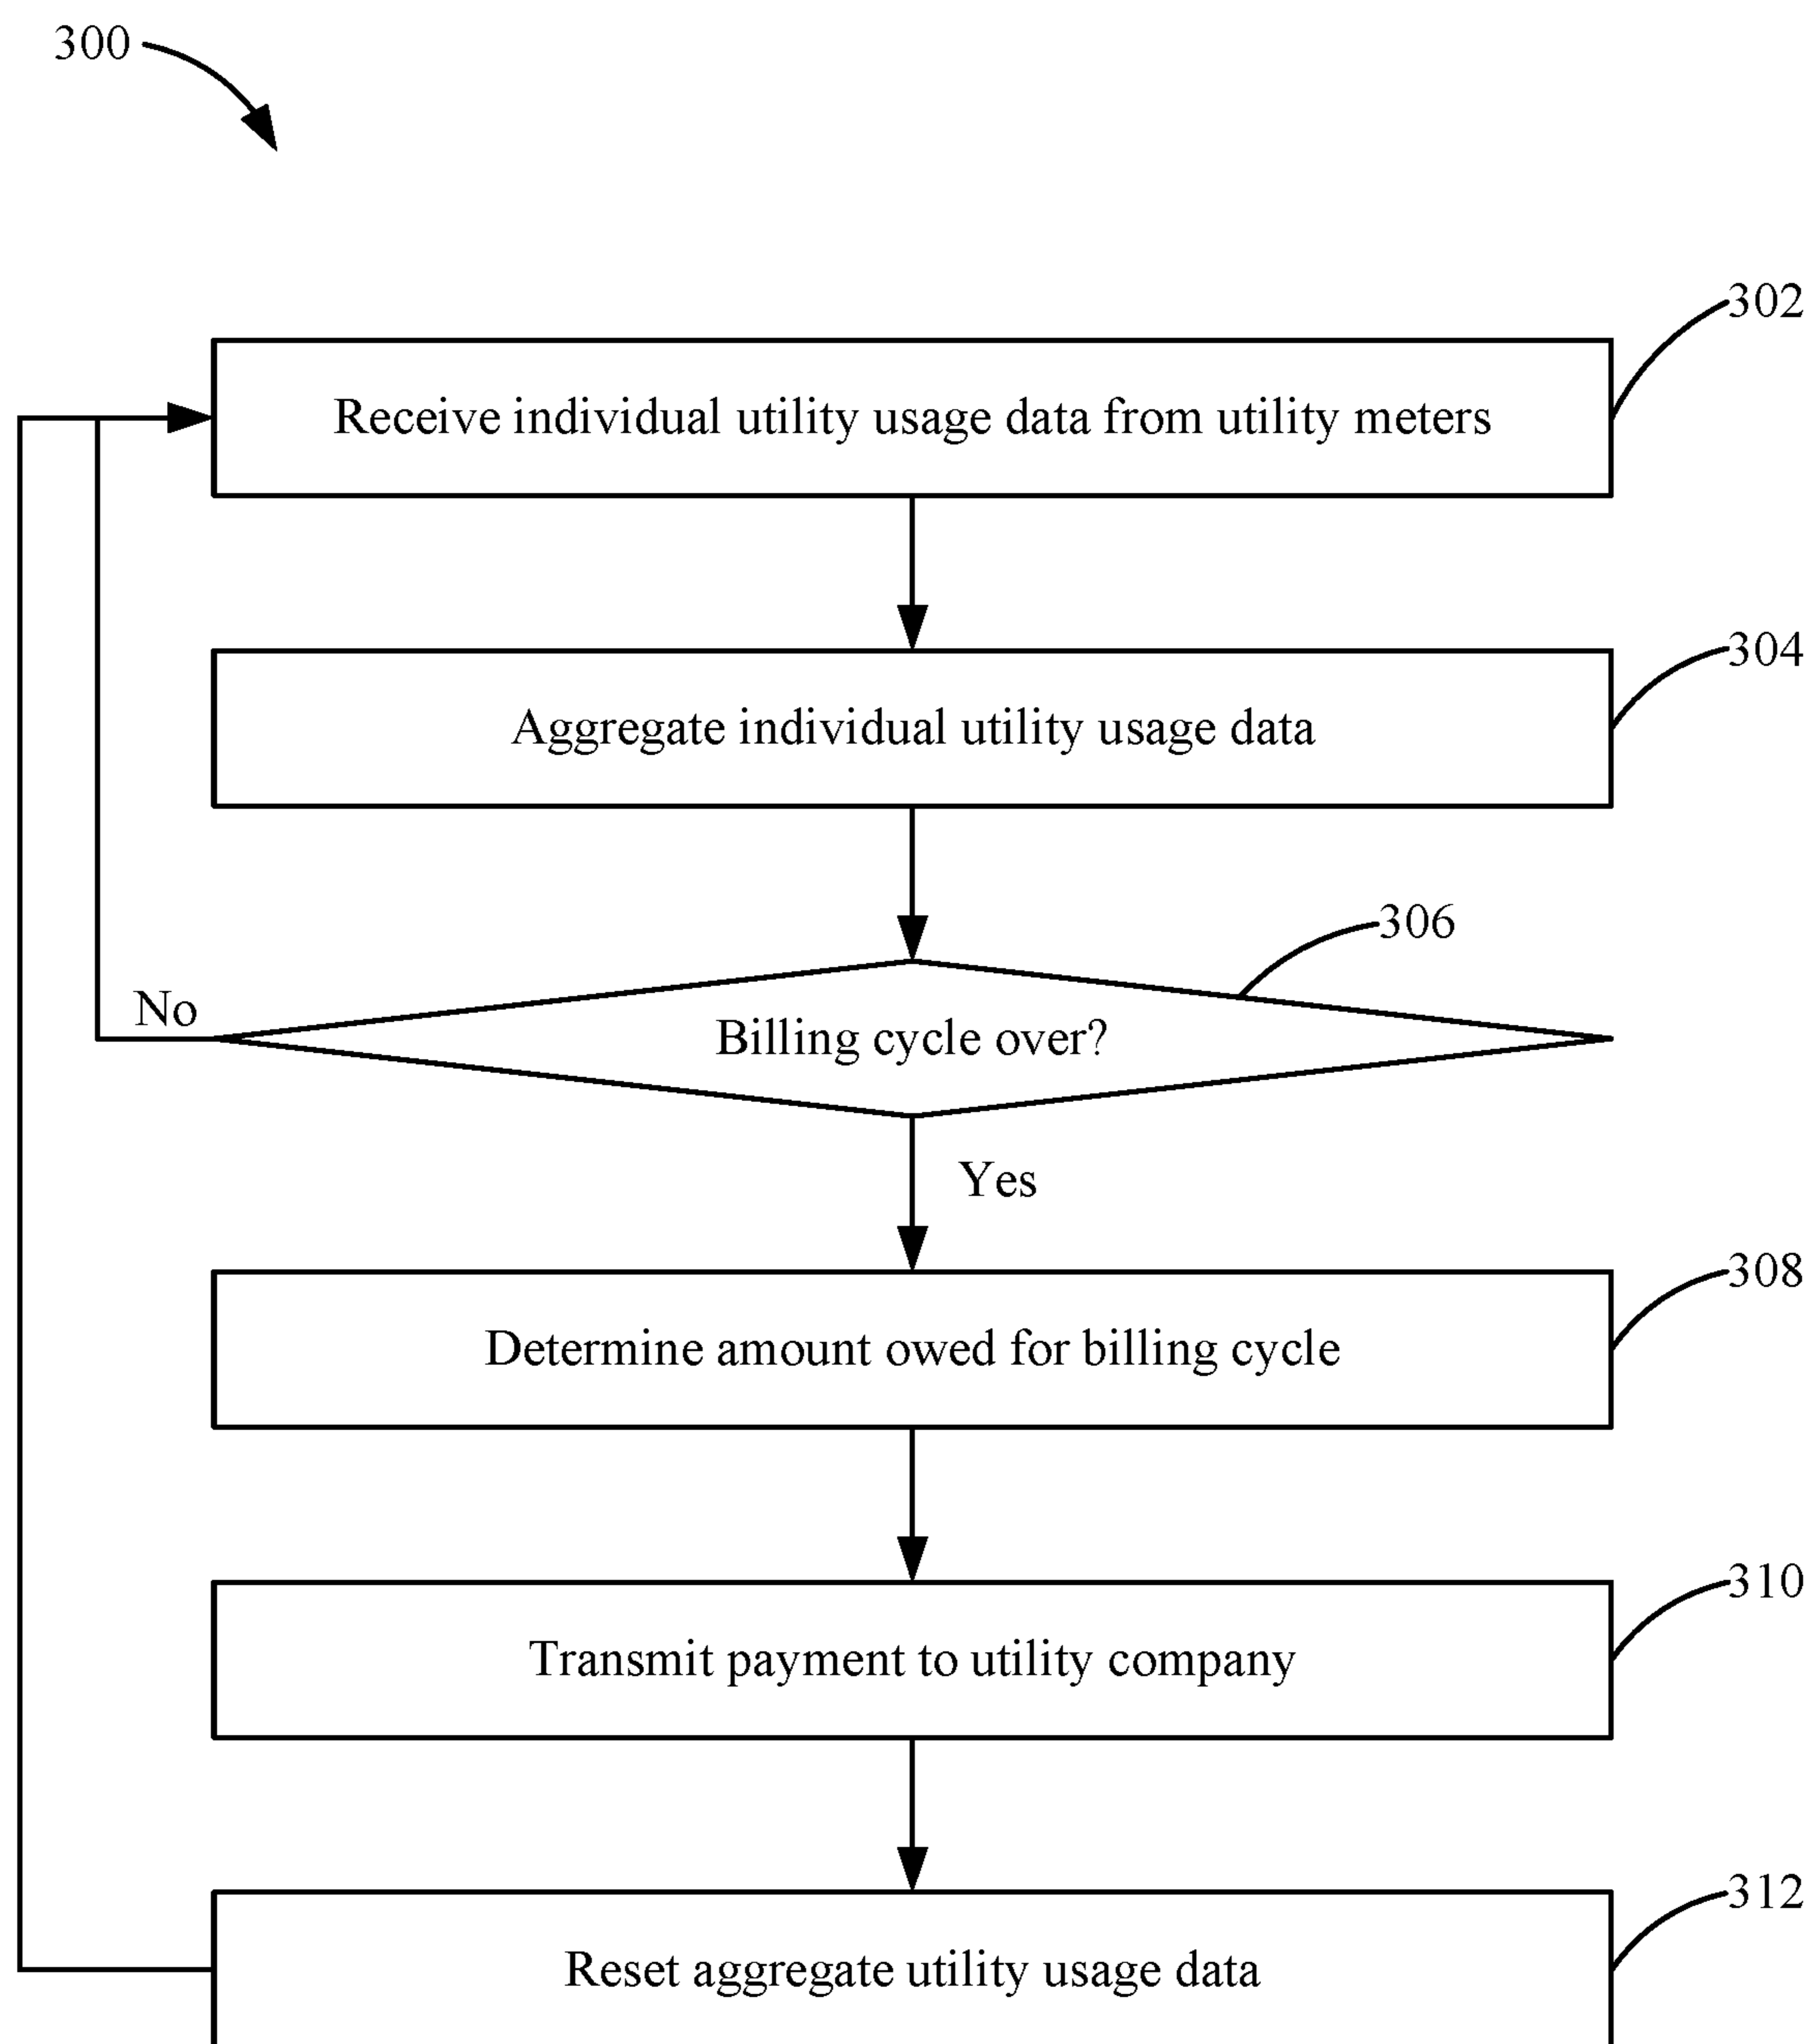 300
302
Receive individual utility usage data from utility meters
304
Aggregate individual utility usage data
306
No
Billing cycle over?
Yes
308
Determine amount owed for billing cycle
310
Transmit payment to utility company
312
Reset aggregate utility usage data